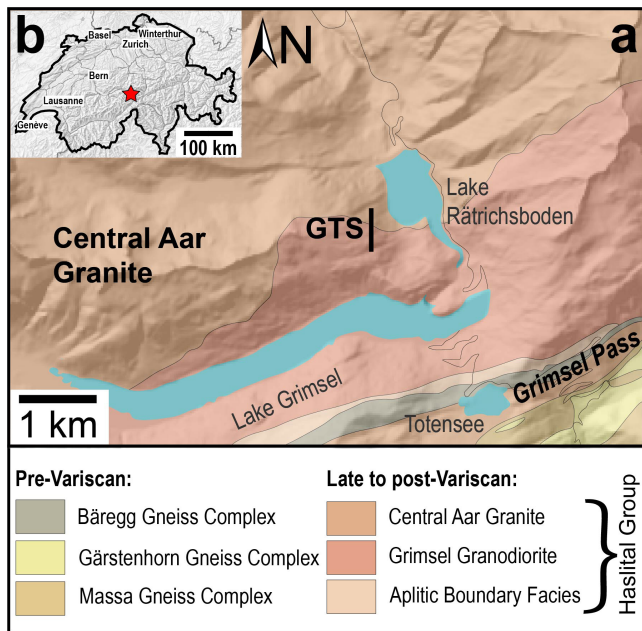 b
Basel
Winterthur
Zurich
Bern
Lausanne
Genève
100 km
N
a
Lake
Rätrichsboden
GTS
Central Aar
Granite
Grimsel Pass
Lake Grimsel
Totensee
1 km
Pre-Variscan:
Bäregg Gneiss Complex
Gärstenhorn Gneiss Complex
Massa Gneiss Complex
Late to post-Variscan:
Central Aar Granite
Grimsel Granodiorite
Aplitic Boundary Facies
Haslital Group